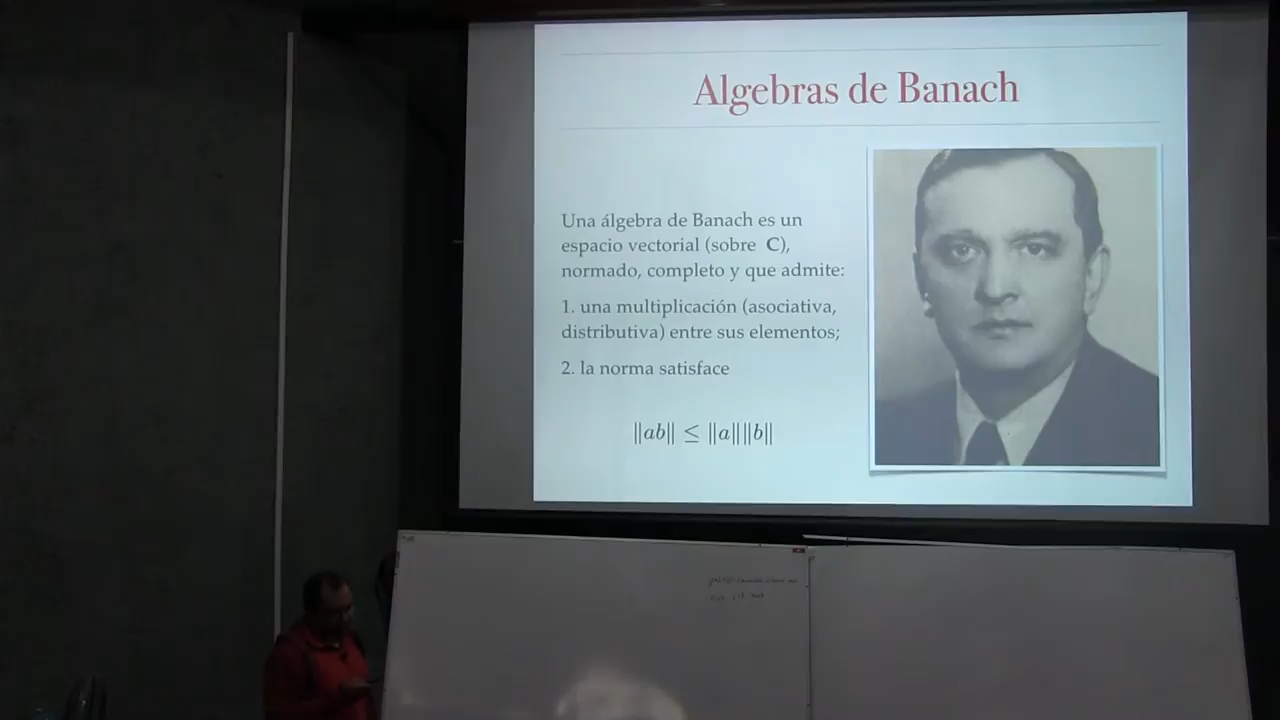 Algebras de Banach
Una álgebra de Banach es un
espacio vectorial (sobre C),
normado, completo y que admite:
1. una multiplicación (asociativa,
distributiva) entre sus elementos;
2. la norma satisface
‖ab‖ ≤ ‖a‖‖b‖